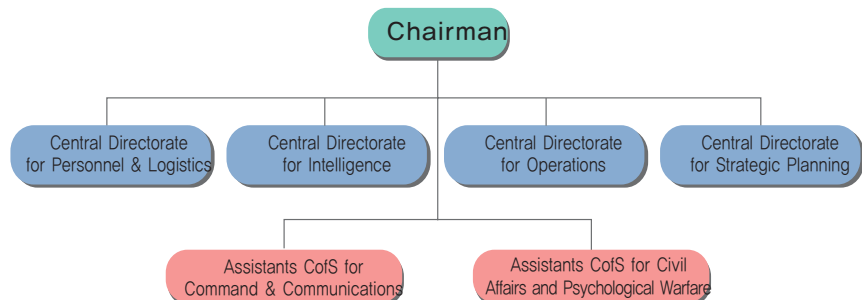 Chairman
Central Directorate
for Personnel & Logistics
Central Directorate
for Intelligence
Central Directorate
for Operations
Central Directorate
for Strategic Planning
Assistants CofS for
Command & Communications
Assistants CofS for Civil
Affairs and Psychological Warfare